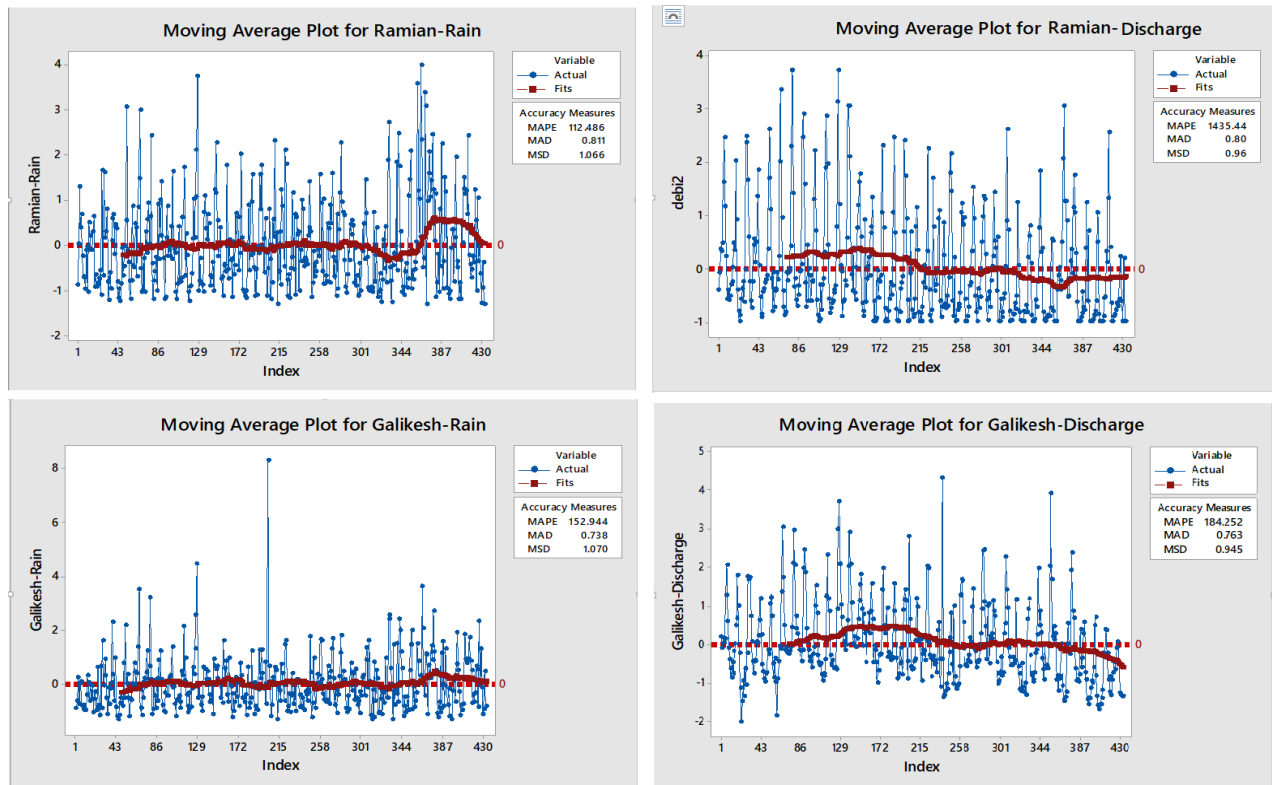 Moving Average Plot for Ramian-Rain
Variable
Actual
Fits
Accuracy Measures
MAPE 112.486
MAD 0.811
MSD 1.066
Ramian-Rain
4
3
2
1
0
-1
-2
0
1 43 86 129 172 215 258 301 344 387 430
Index
Moving Average Plot for Ramian-Discharge
Variable
Actual
Fits
Accuracy Measures
MAPE 1435.44
MAD 0.80
MSD 0.96
debi2
4
3
2
1
0
-1
0
1 43 86 129 172 215 258 301 344 387 430
Index
Moving Average Plot for Galikesh-Rain
Variable
Actual
Fits
Accuracy Measures
MAPE 152.944
MAD 0.738
MSD 1.070
Galikesh-Rain
8
6
4
2
0
0
1 43 86 129 172 215 258 301 344 387 430
Index
Moving Average Plot for Galikesh-Discharge
Variable
Actual
Fits
Accuracy Measures
MAPE 184.252
MAD 0.763
MSD 0.945
Galikesh-Discharge
5
4
3
2
1
0
-1
-2
0
1 43 86 129 172 215 258 301 344 387 430
Index